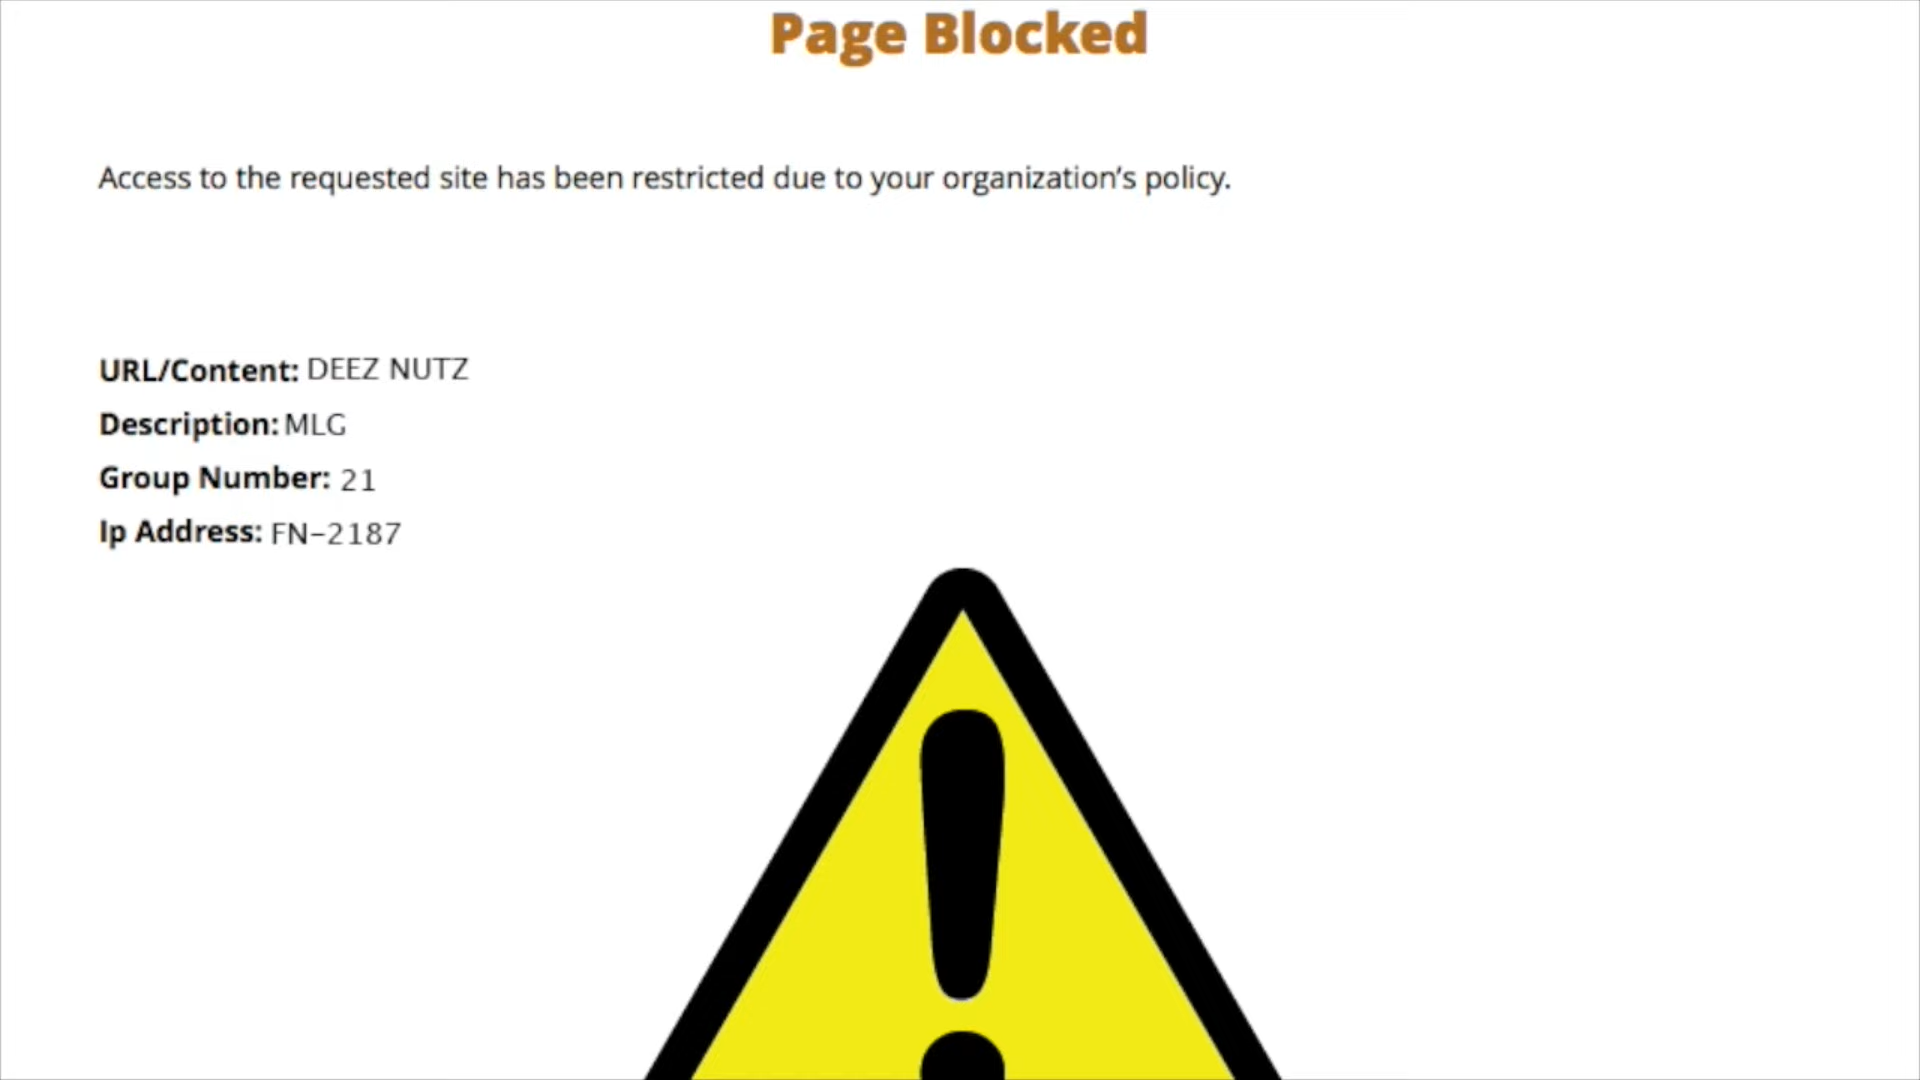 Page Blocked
Access to the requested site has been restricted due to your organization’s policy.
URL/Content: DEEZ NUTZ
Description: MLG
Group Number: 21
Ip Address: FN-2187